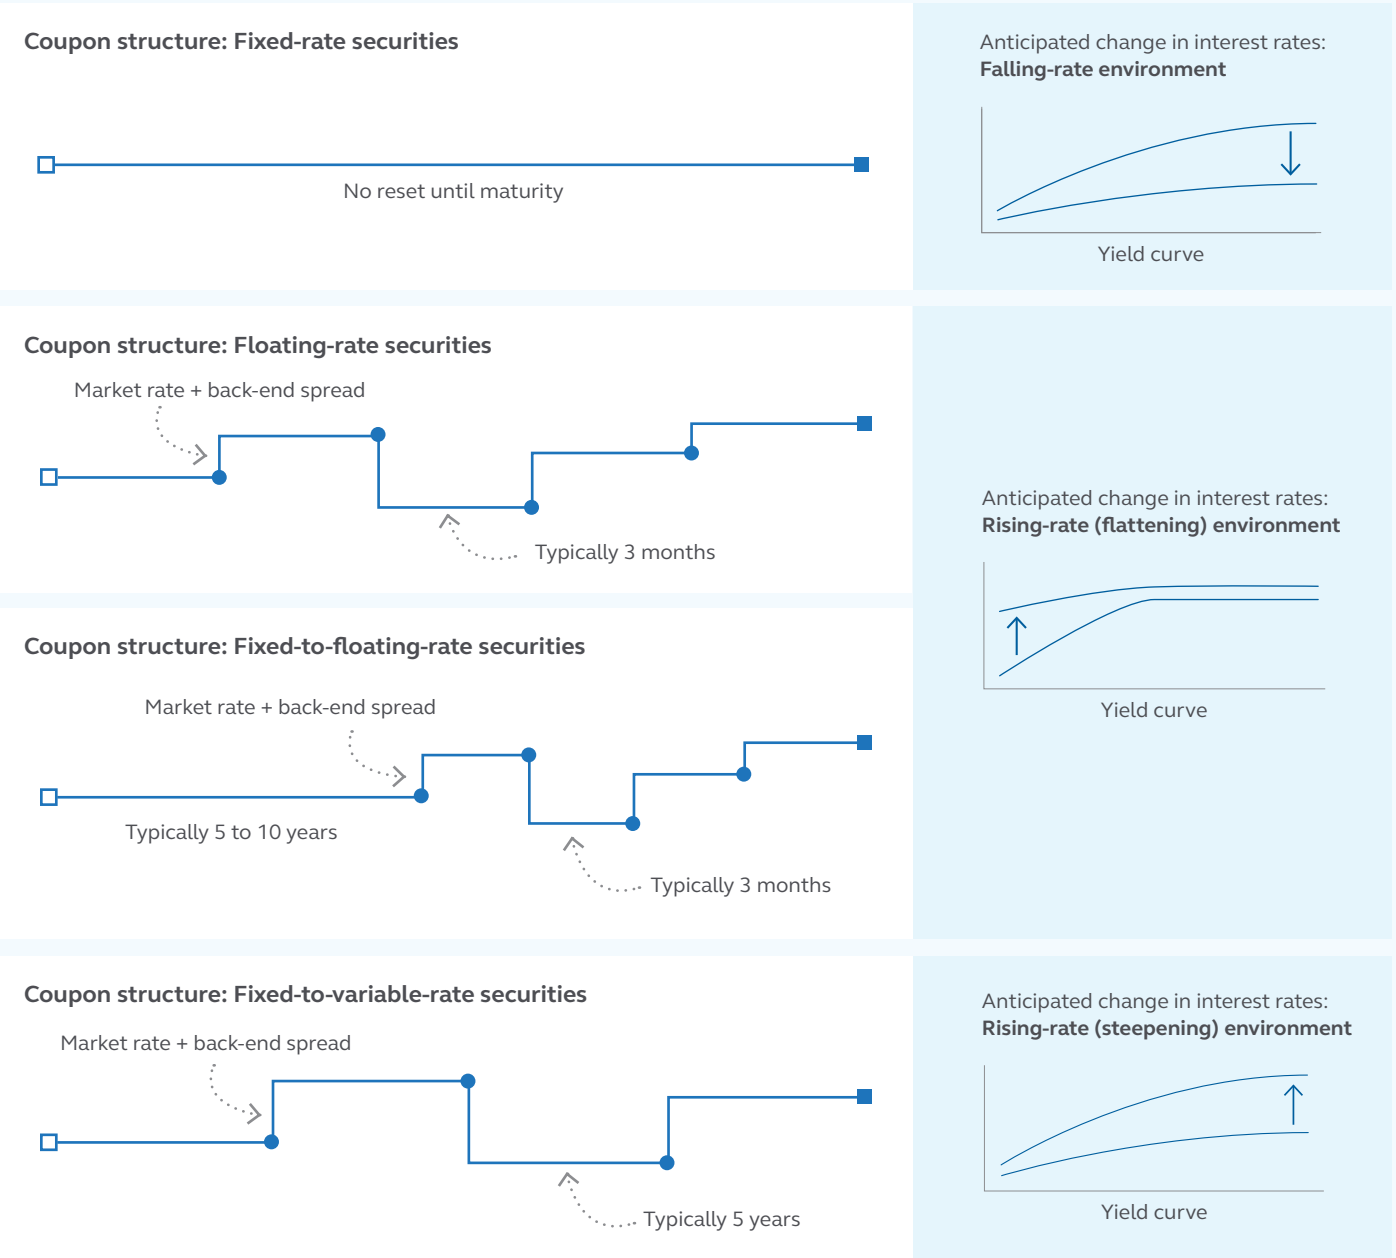 Coupon structure: Fixed-rate securities
No reset until maturity
Anticipated change in interest rates:
Falling-rate environment
Yield curve
Coupon structure: Floating-rate securities
Market rate + back-end spread
Typically 3 months
Coupon structure: Fixed-to-floating-rate securities
Market rate + back-end spread
Typically 5 to 10 years
Typically 3 months
Anticipated change in interest rates:
Rising-rate (flattening) environment
Yield curve
Coupon structure: Fixed-to-variable-rate securities
Market rate + back-end spread
Typically 5 years
Anticipated change in interest rates:
Rising-rate (steepening) environment
Yield curve